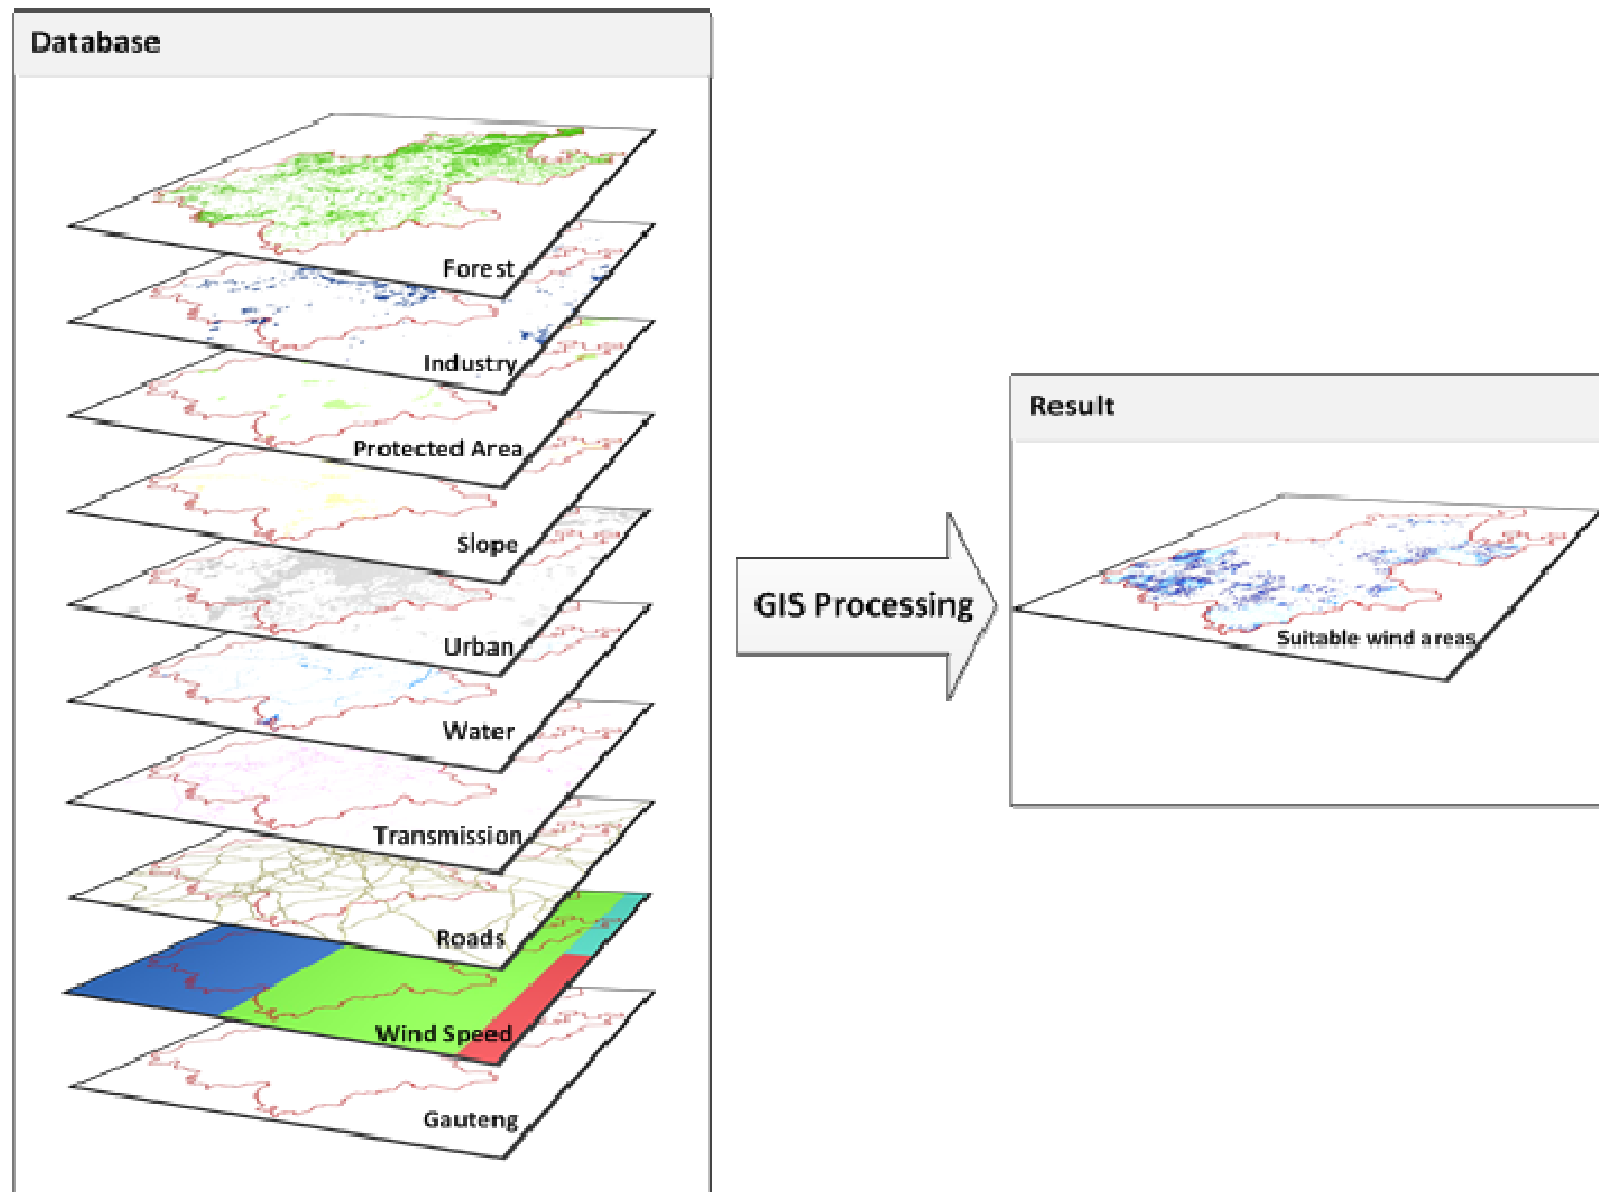 Database
Forest
Industry
Protected Area
Slope
Urban
Water
Transmission
Roads
Wind Speed
Gauteng
GIS Processing
Result
Suitable wind areas